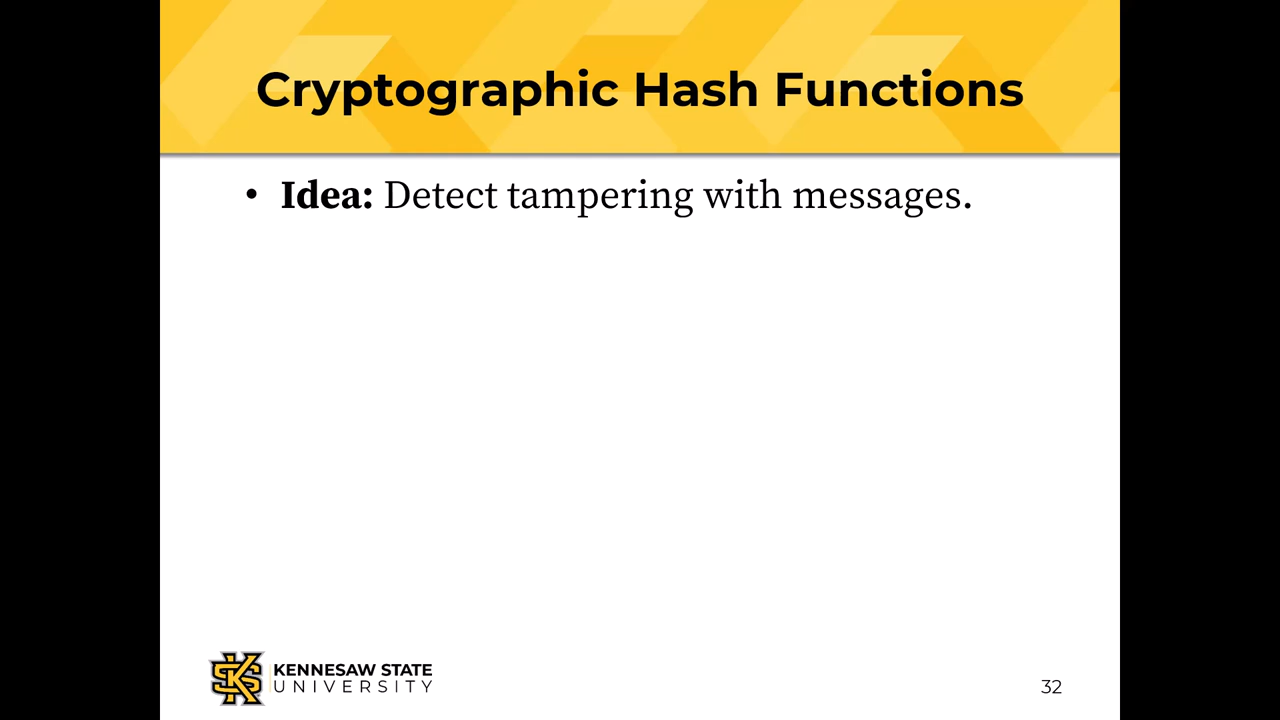 Cryptographic Hash Functions
• Idea: Detect tampering with messages.
KENNESAW STATE
UNIVERSITY
32